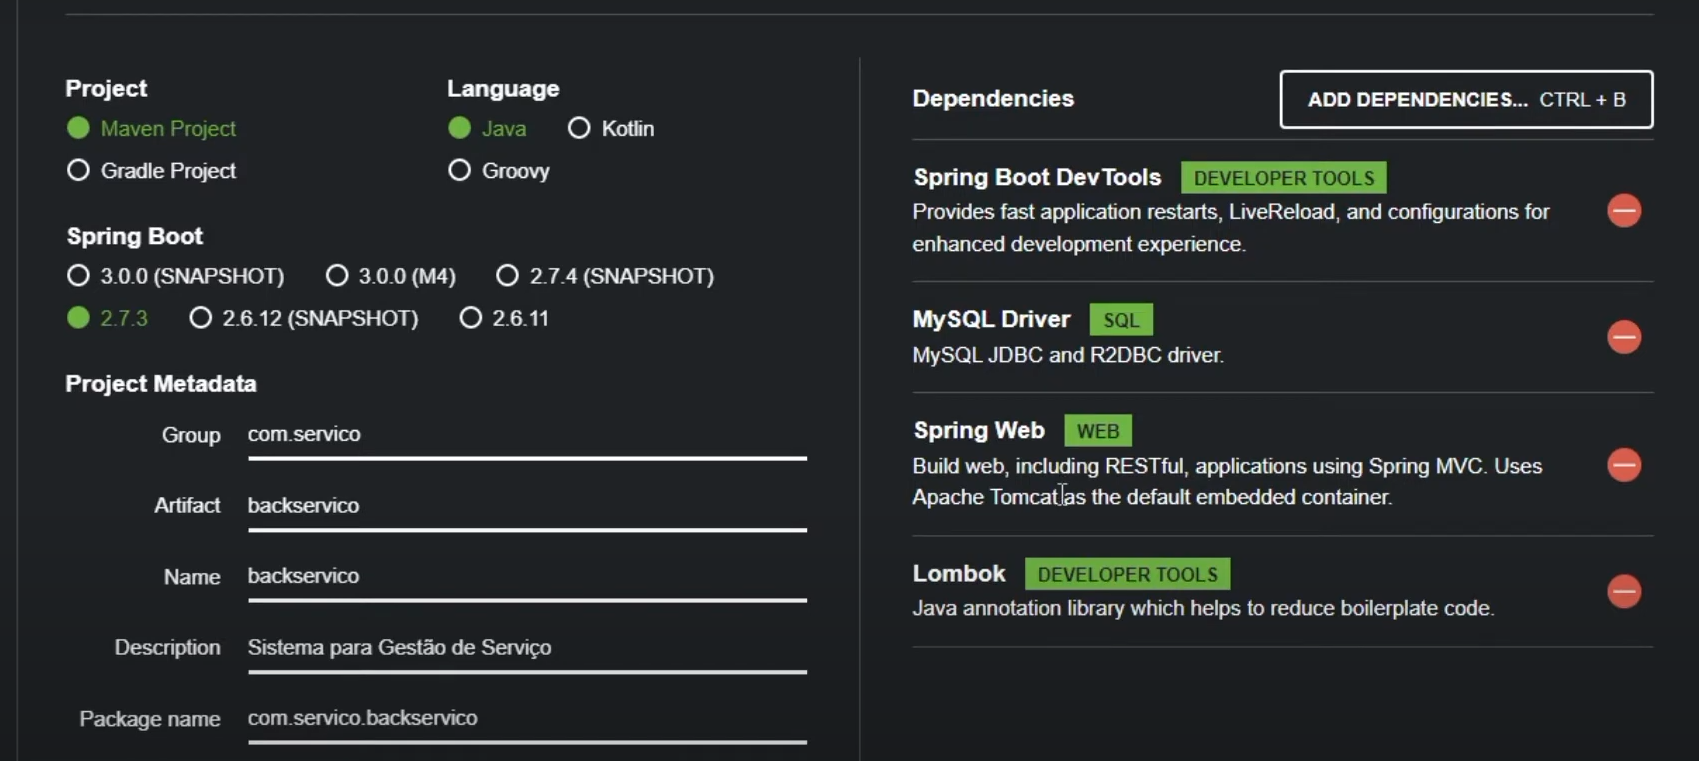 Project
Maven Project
Gradle Project
Language
Java Kotlin
Groovy
Spring Boot
3.0.0 (SNAPSHOT) 3.0.0 (M4) 2.7.4 (SNAPSHOT)
2.7.3 2.6.12 (SNAPSHOT) 2.6.11
Project Metadata
Group com.servico
Artifact backservico
Name backservico
Description Sistema para Gestão de Serviço
Package name com.servico.backservico
Dependencies ADD DEPENDENCIES... CTRL + B
Spring Boot DevTools DEVELOPER TOOLS
Provides fast application restarts, LiveReload, and configurations for
enhanced development experience.
MySQL Driver SQL
MySQL JDBC and R2DBC driver.
Spring Web WEB
Build web, including RESTful, applications using Spring MVC. Uses
Apache Tomcat as the default embedded container.
Lombok DEVELOPER TOOLS
Java annotation library which helps to reduce boilerplate code.